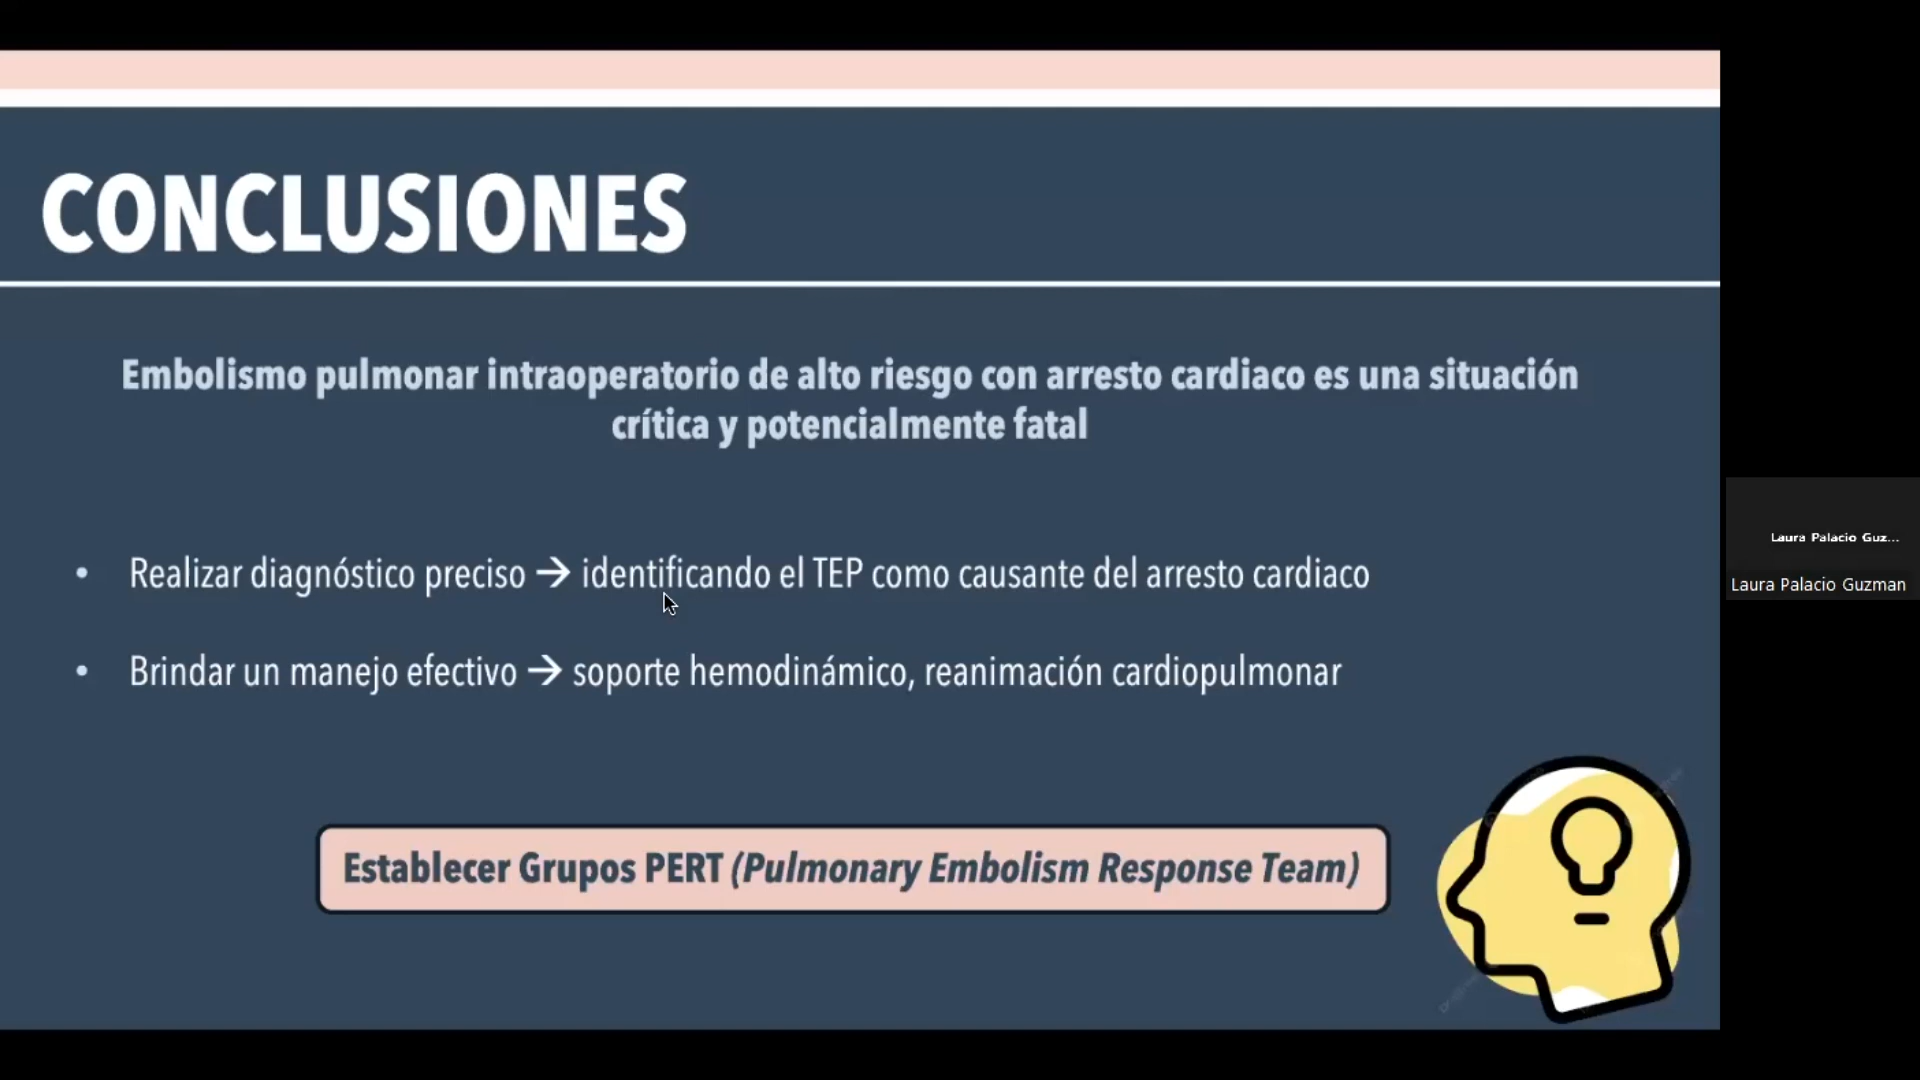 CONCLUSIONES
Embolismo pulmonar intraoperatorio de alto riesgo con arresto cardiaco es una situación
crítica y potencialmente fatal
• Realizar diagnóstico preciso → identificando el TEP como causante del arresto cardiaco
• Brindar un manejo efectivo → soporte hemodinámico, reanimación cardiopulmonar
Establecer Grupos PERT (Pulmonary Embolism Response Team)
Laura Palacio Guz...
Laura Palacio Guzman